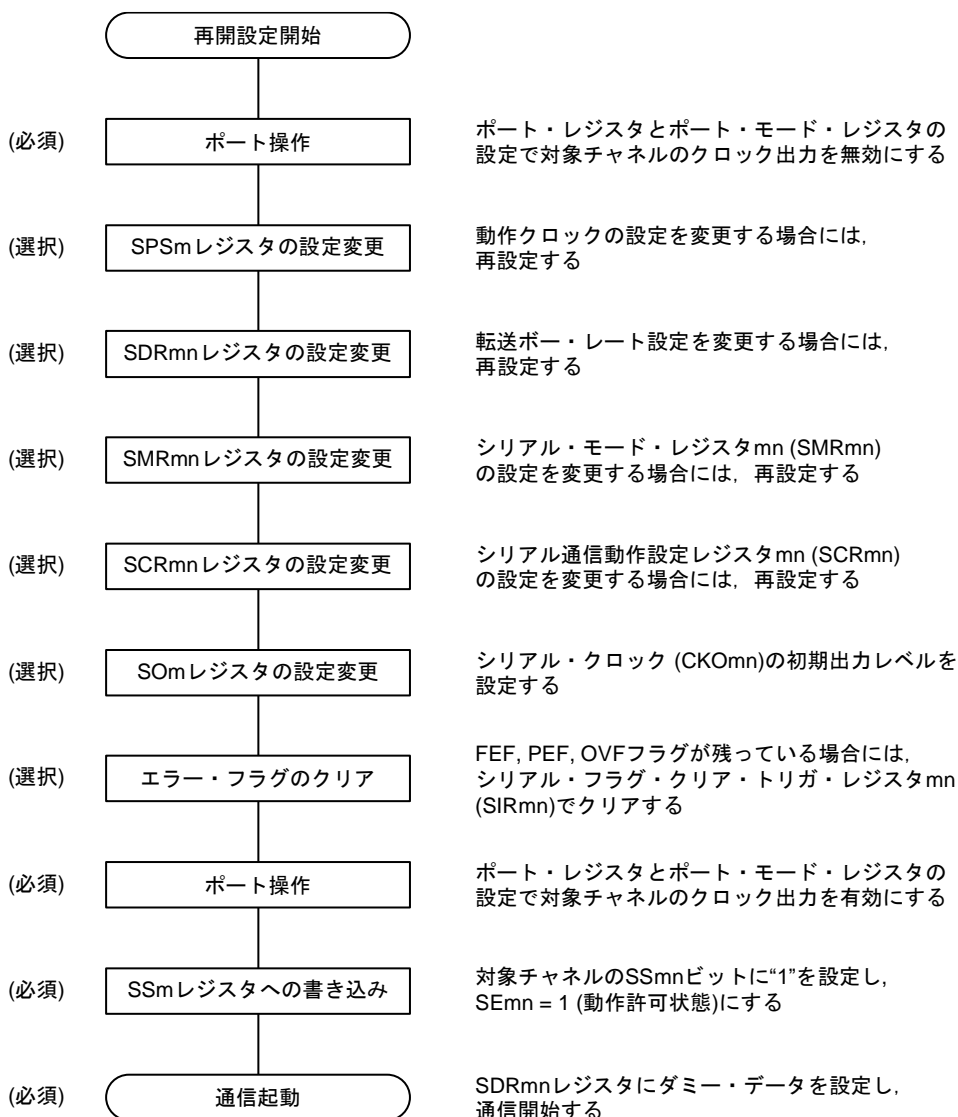 再開設定開始
(必須)
ポート操作
ポート・レジスタとポート・モード・レジスタの
設定で対象チャネルのクロック出力を無効にする
(選択)
SPSmレジスタの設定変更
動作クロックの設定を変更する場合には,
再設定する
(選択)
SDRmnレジスタの設定変更
転送ボー・レート設定を変更する場合には,
再設定する
(選択)
SMRmnレジスタの設定変更
シリアル・モード・レジスタmn (SMRmn)
の設定を変更する場合には, 再設定する
(選択)
SCRmnレジスタの設定変更
シリアル通信動作設定レジスタmn (SCRmn)
の設定を変更する場合には, 再設定する
(選択)
SOmレジスタの設定変更
シリアル・クロック (CKOmn)の初期出力レベルを
設定する
(選択)
エラー・フラグのクリア
FEF, PEF, OVFフラグが残っている場合には,
シリアル・フラグ・クリア・トリガ・レジスタmn
(SIRmn)でクリアする
(必須)
ポート操作
ポート・レジスタとポート・モード・レジスタの
設定で対象チャネルのクロック出力を有効にする
(必須)
SSmレジスタへの書き込み
対象チャネルのSSmnビットに“1”を設定し,
SEmn = 1 (動作許可状態)にする
(必須)
通信起動
SDRmnレジスタにダミー・データを設定し,
通信開始する